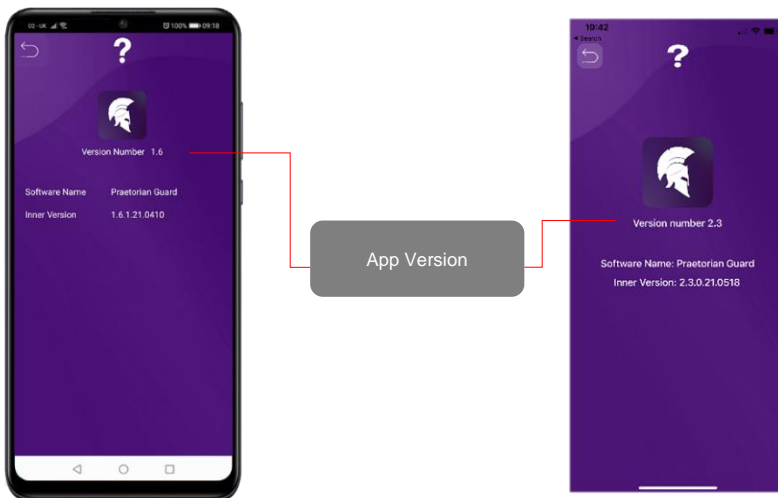 02-UK 100% 09:18
?
Version Number 1.6
Software Name Praetorian Guard
Inner Version 1.6.1.21.0410
App Version
19:42
◄ Search
?
Version number 2.3
Software Name: Praetorian Guard
Inner Version: 2.3.0.21.0518